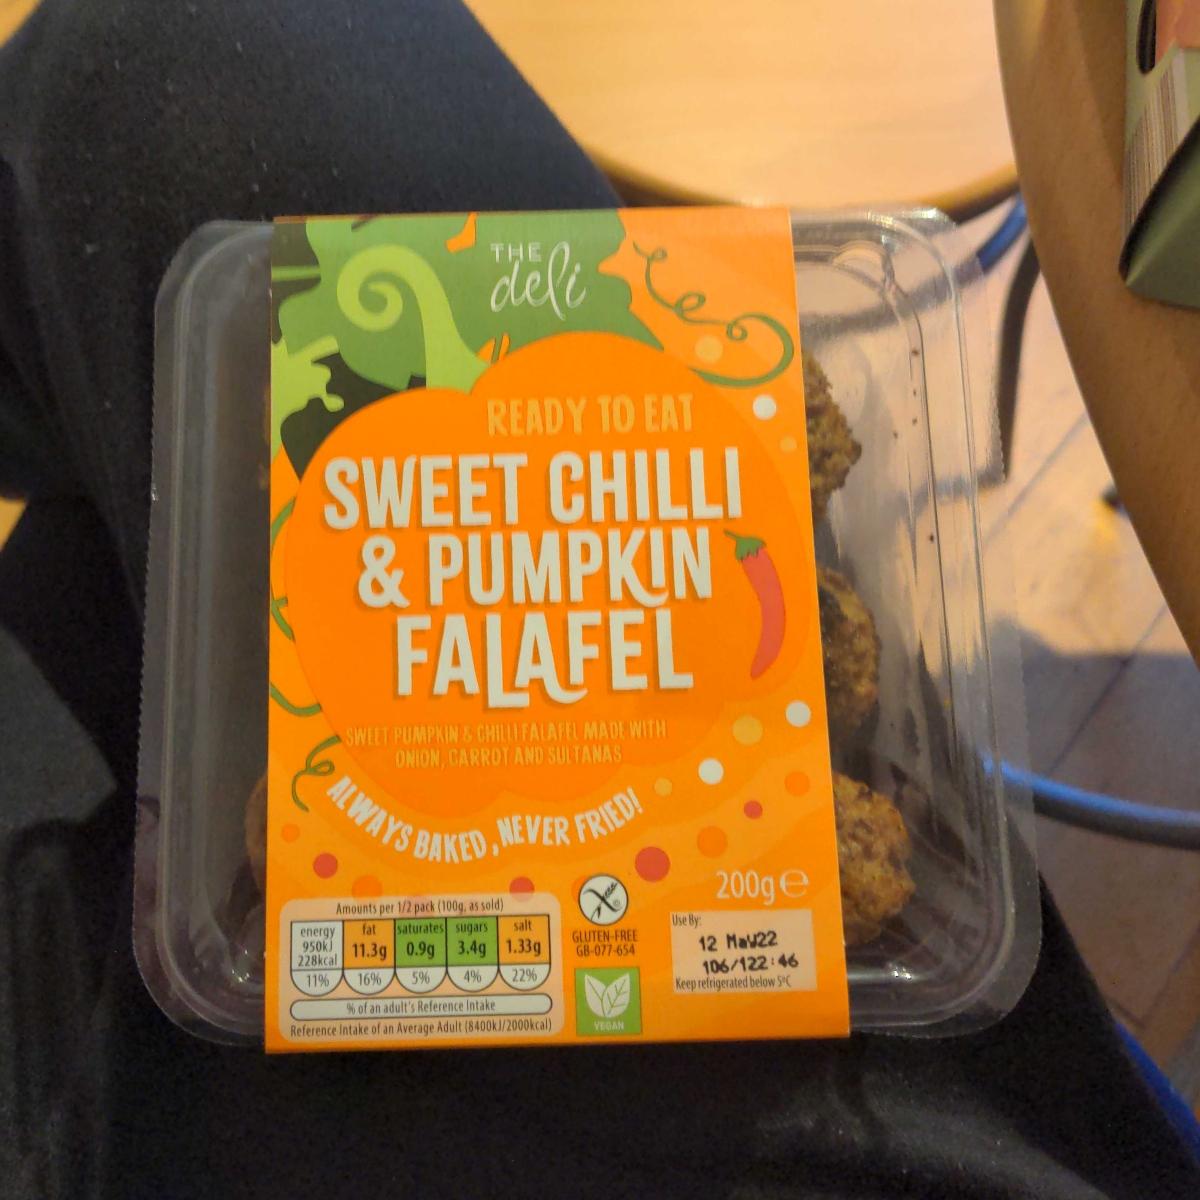 THE
deli
READY TO EAT
SWEET CHILLI
& PUMPKIN
FALAFEL
SWEET PUMPKIN & CHILLI FALAFEL MADE WITH
ONION, CARROT AND SULTANAS
ALWAYS BAKED, NEVER FRIED!
200g e
Amounts per 1/2 pack (100g, as sold)
energy fat saturates sugars salt
950kJ
228kcal 11.3g 0.9g 3.4g 1.33g
11% 16% 5% 4% 22%
% of an adult's Reference Intake
Reference Intake of an Average Adult (8400kJ/2000kcal)
GLUTEN-FREE
GB-077-654
VEGAN
Use By:
12 MaW22
106/122:46
Keep refrigerated below 5°C